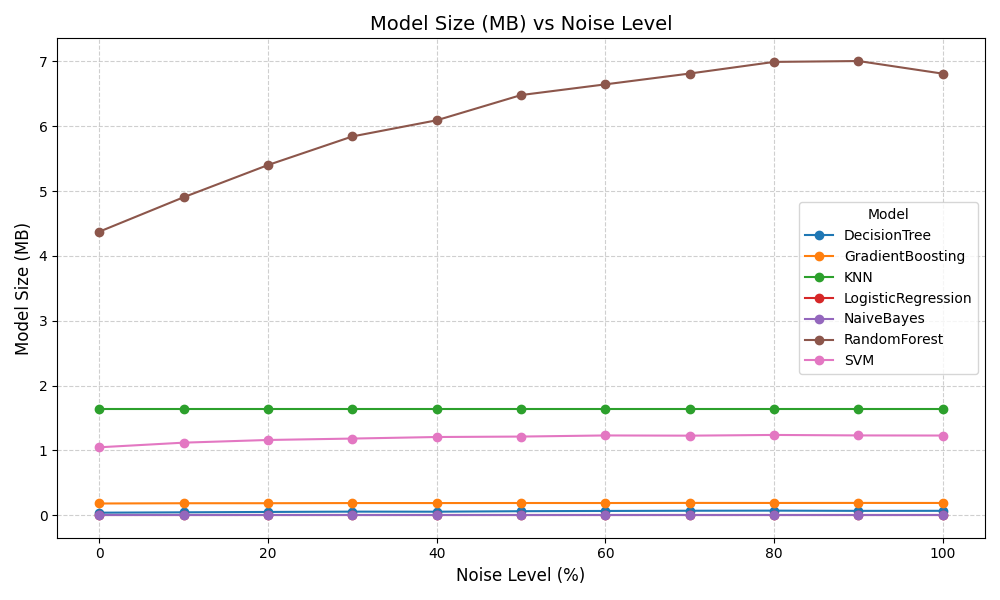 Model Size (MB) vs Noise Level
Model Size (MB)
7
6
5
4
3
2
1
0
Model
DecisionTree
GradientBoosting
KNN
LogisticRegression
NaiveBayes
RandomForest
SVM
0 20 40 60 80 100
Noise Level (%)